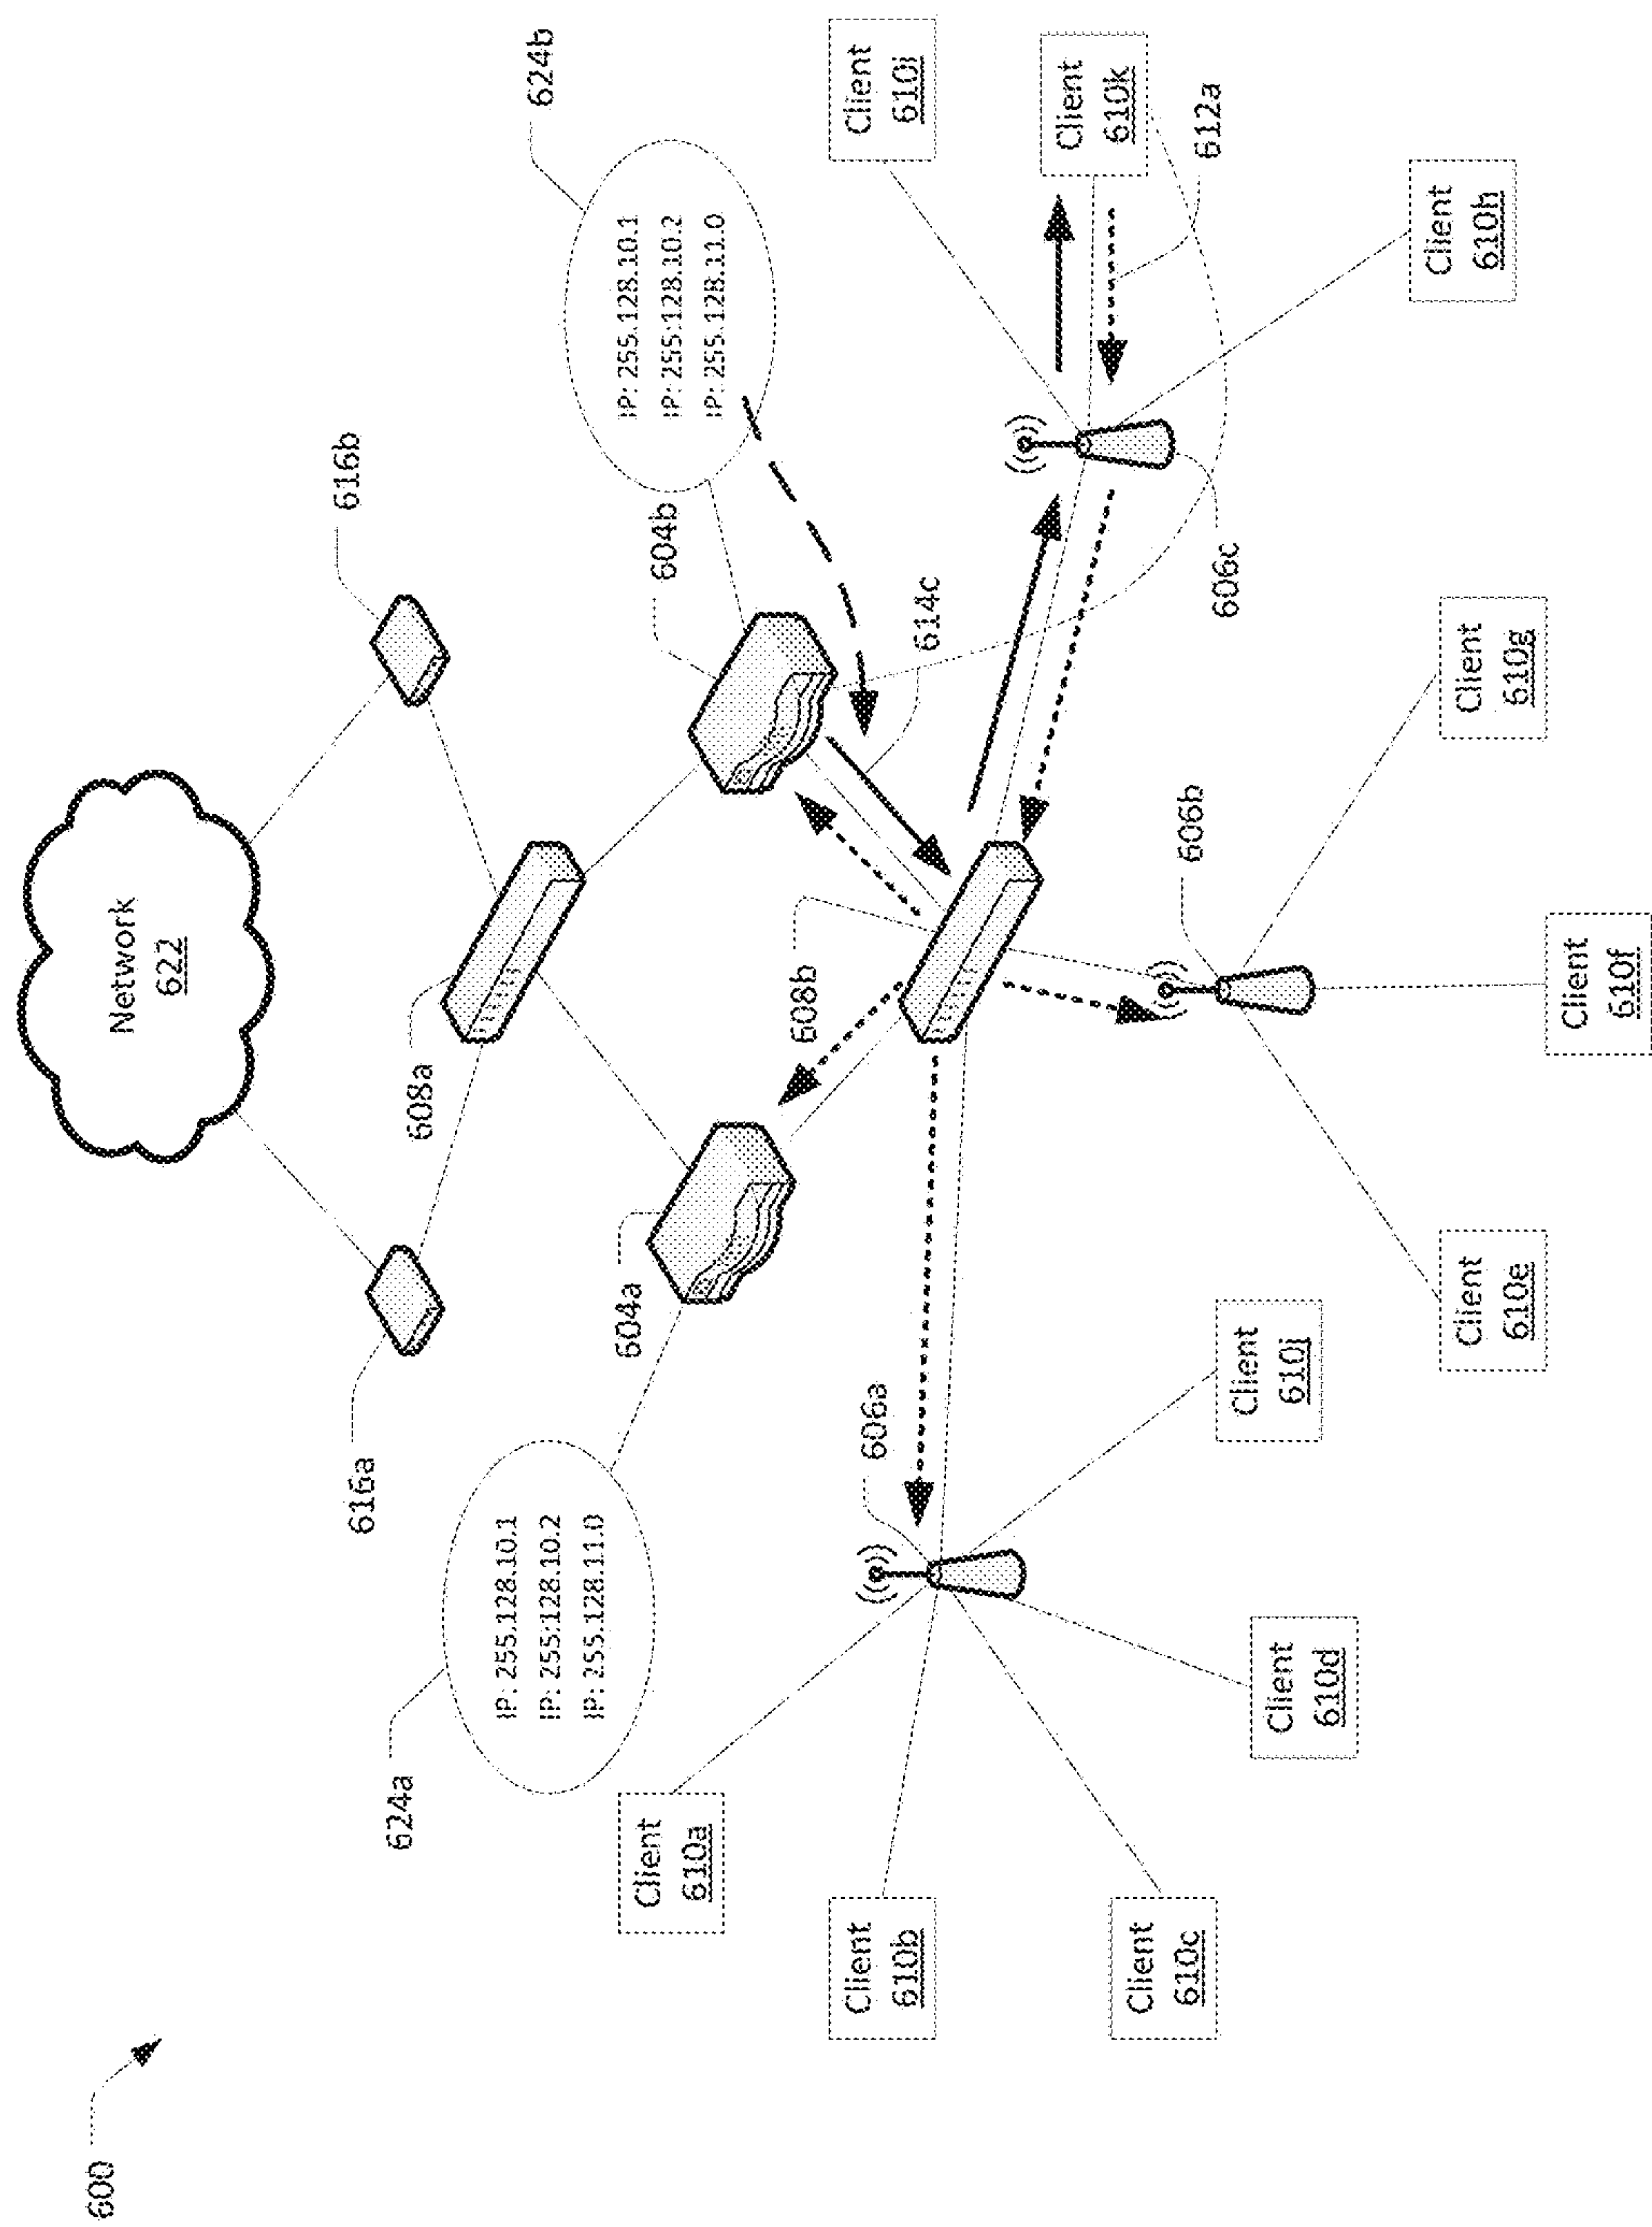 600
Network
622
616a
616b
624a
608a
624b
IP: 255.128.10.1
IP: 255:128.10.2
IP: 255.128.11.0
604a
604b
IP: 255.128.10.1
IP: 255:128.10.2
IP: 255.128.11.0
Client
610a
608b
606a
614c
Client
610b
Client
610i
Client
610k
Client
610c
606b
606c
612a
Client
610d
Client
610j
Client
610e
Client
610g
Client
610h
Client
610f